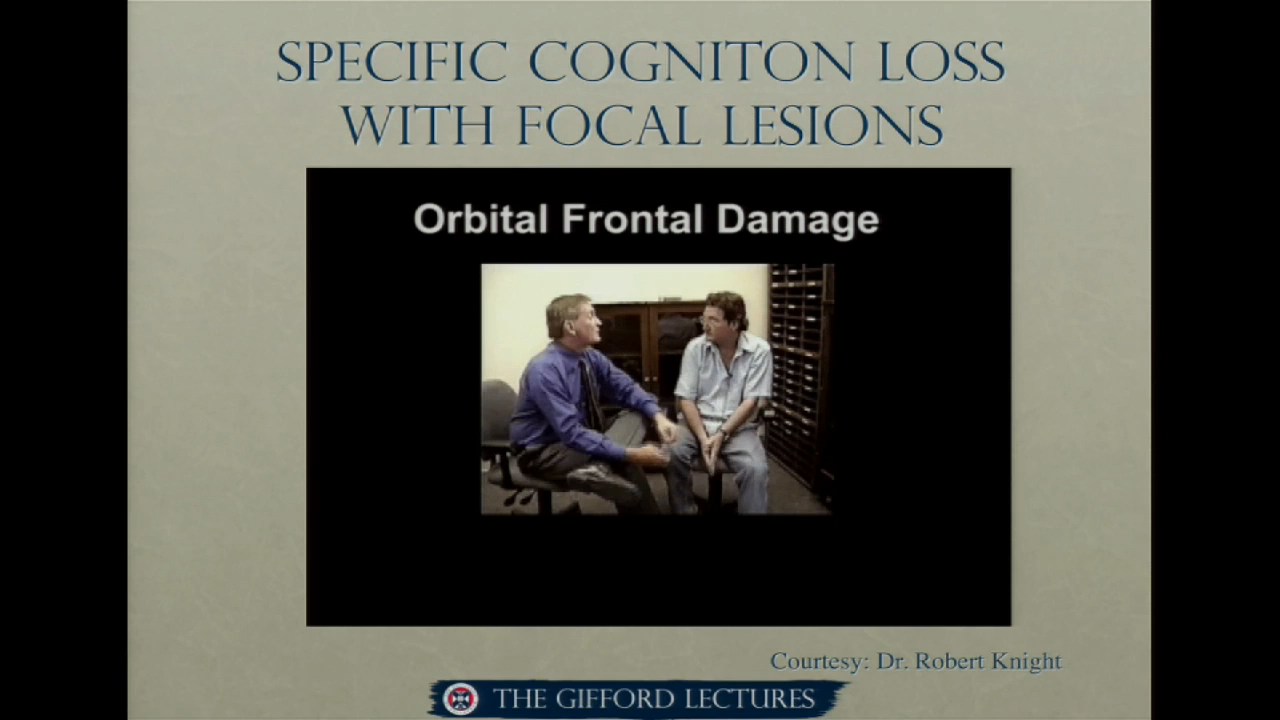 SPECIFIC COGNITON LOSS
WITH FOCAL LESIONS
Orbital Frontal Damage
Courtesy: Dr. Robert Knight
THE GIFFORD LECTURES